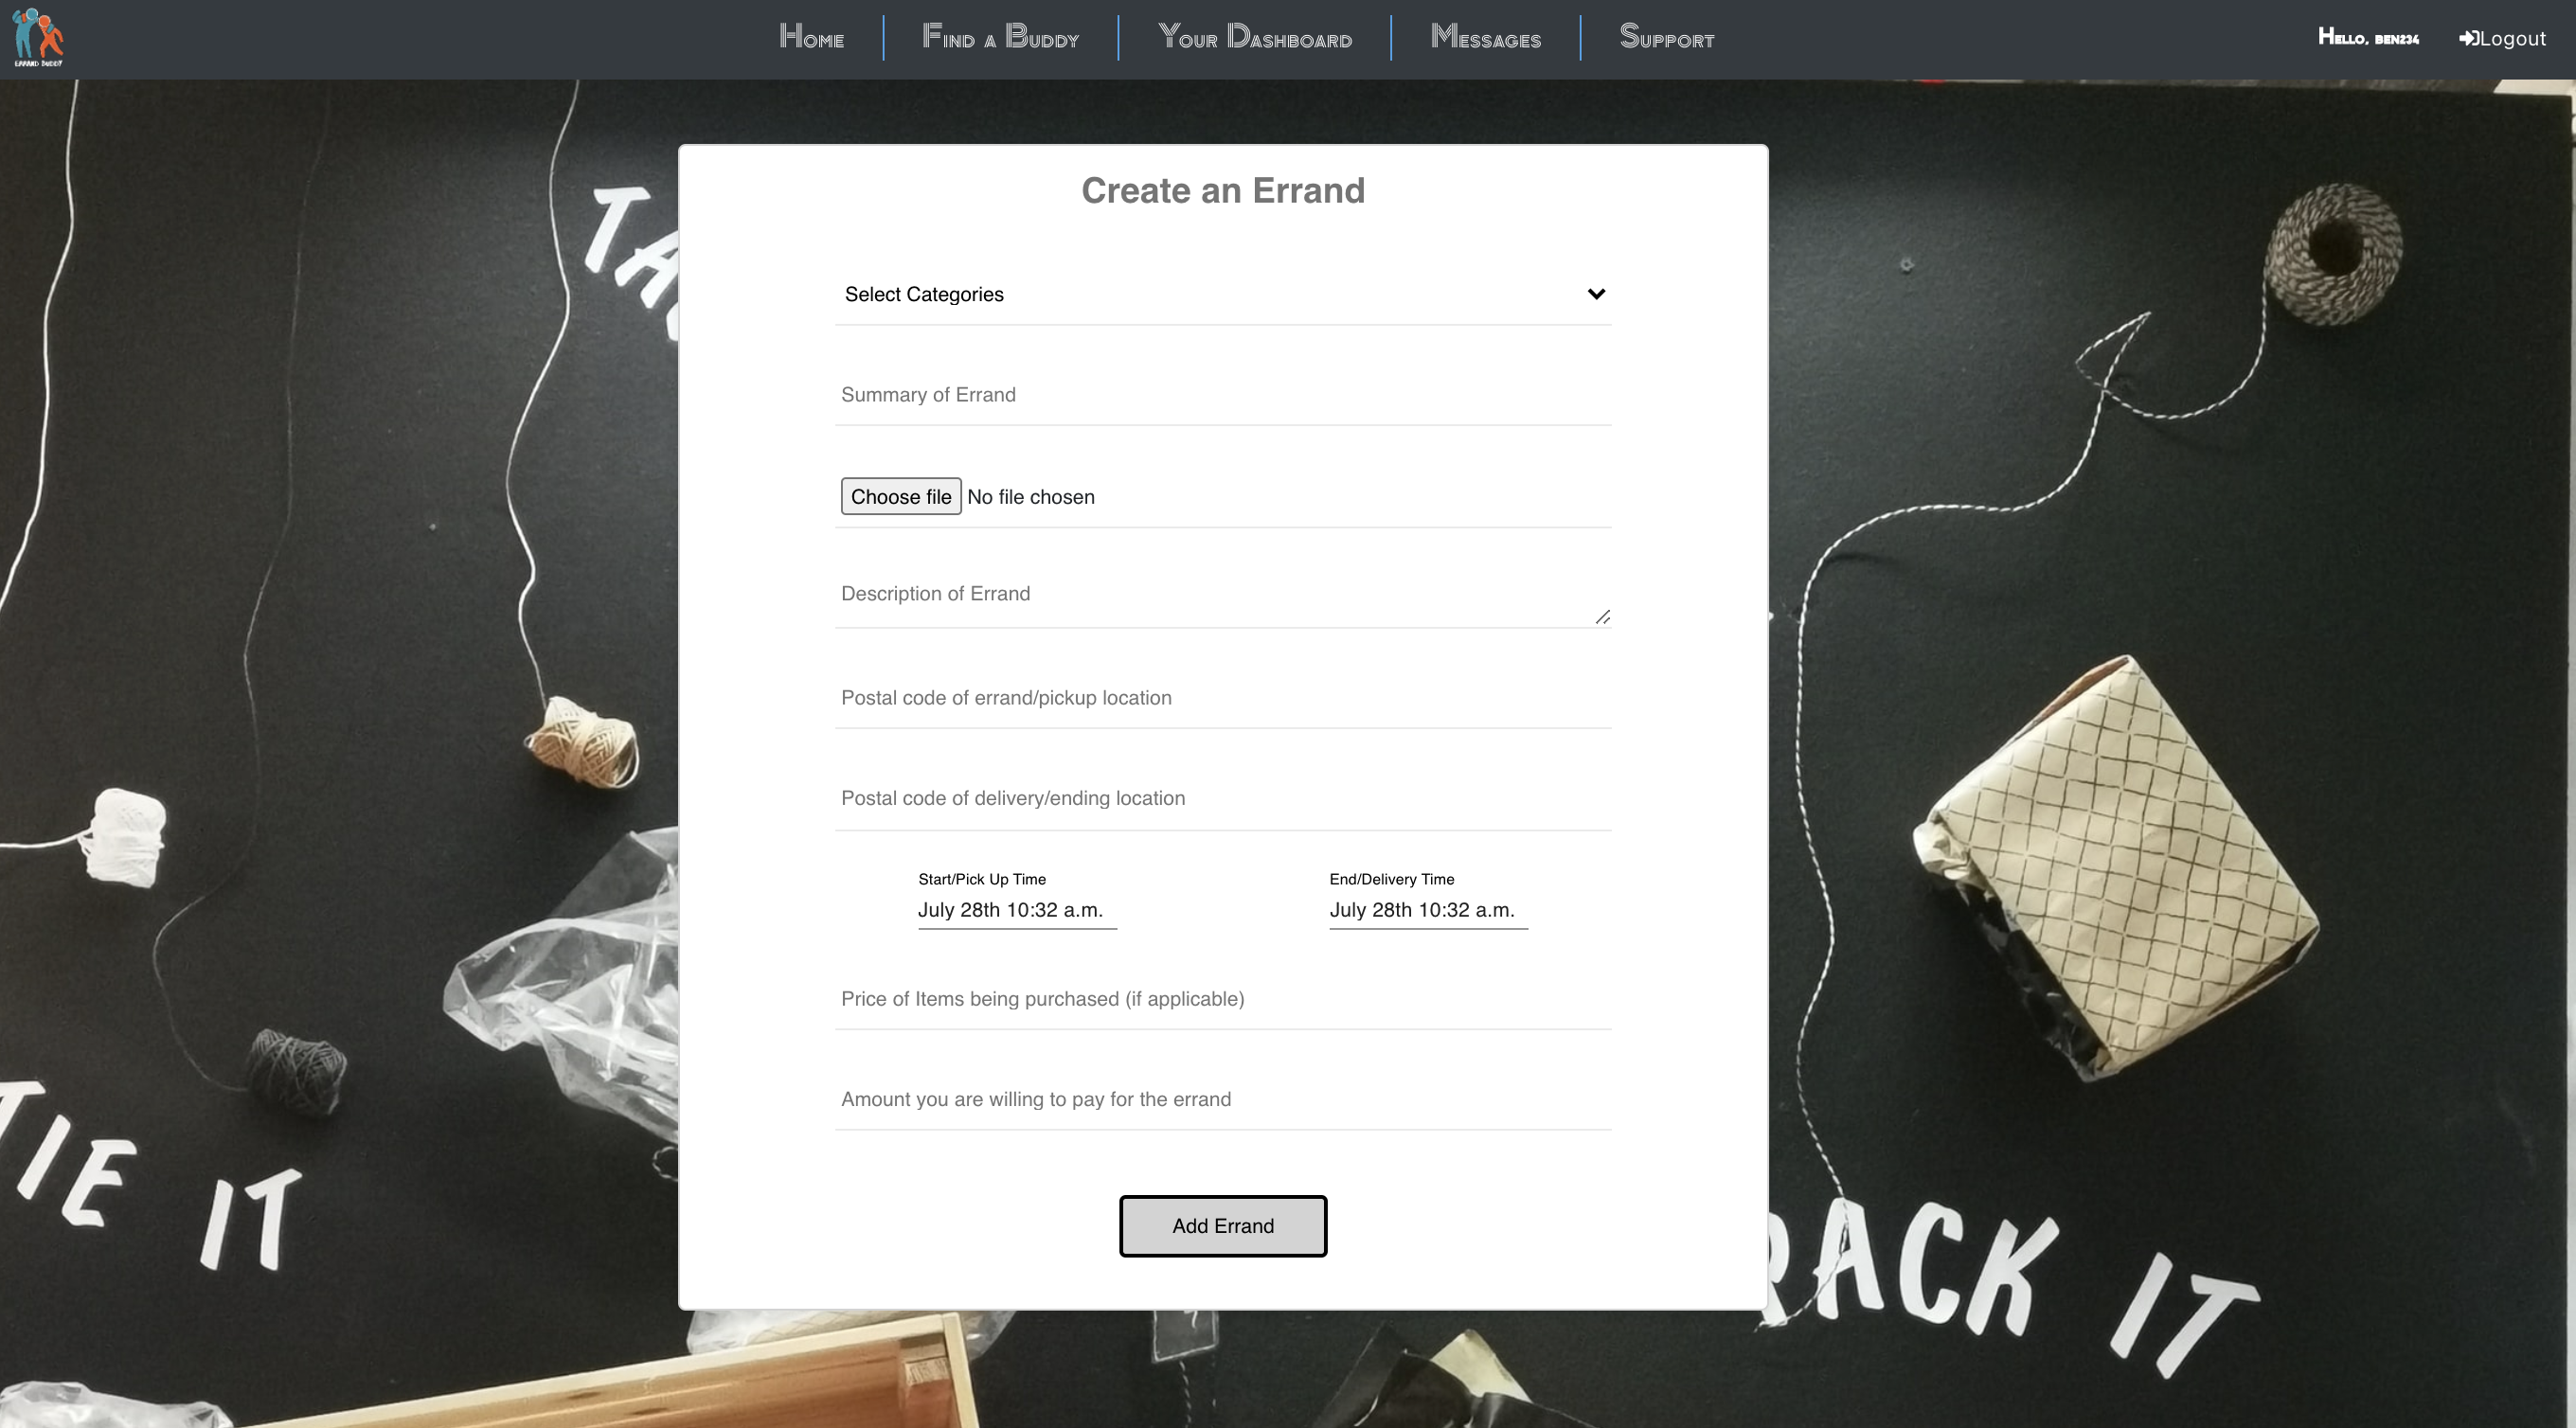 ERRAND BUDDY
Home
Find a Buddy
Your Dashboard
Messages
Support
Hello, ben234
Logout
Create an Errand
Select Categories
Summary of Errand
Choose file No file chosen
Description of Errand
Postal code of errand/pickup location
Postal code of delivery/ending location
Start/Pick Up Time
July 28th 10:32 a.m.
End/Delivery Time
July 28th 10:32 a.m.
Price of Items being purchased (if applicable)
Amount you are willing to pay for the errand
Add Errand
TIE IT
PACK IT